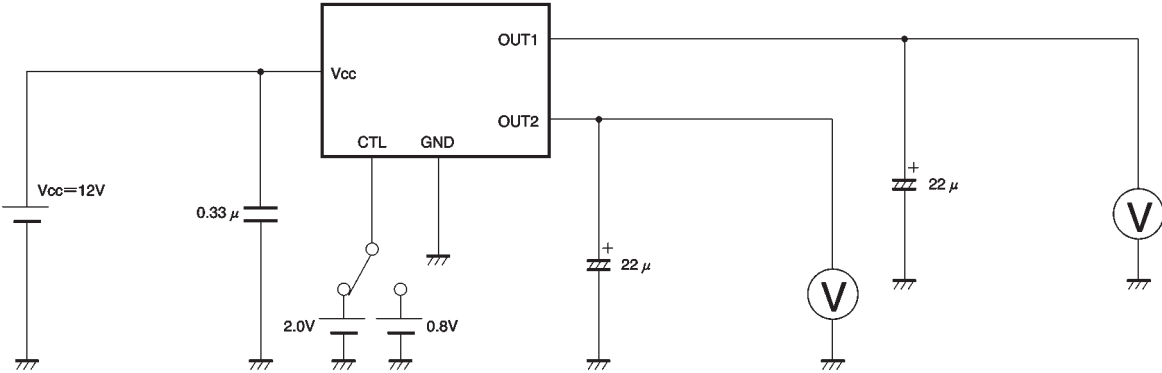 OUT1
Vcc
OUT2
CTL GND
Vcc=12V
0.33 μ
+
22 μ
V
+
22 μ
V
2.0V
0.8V